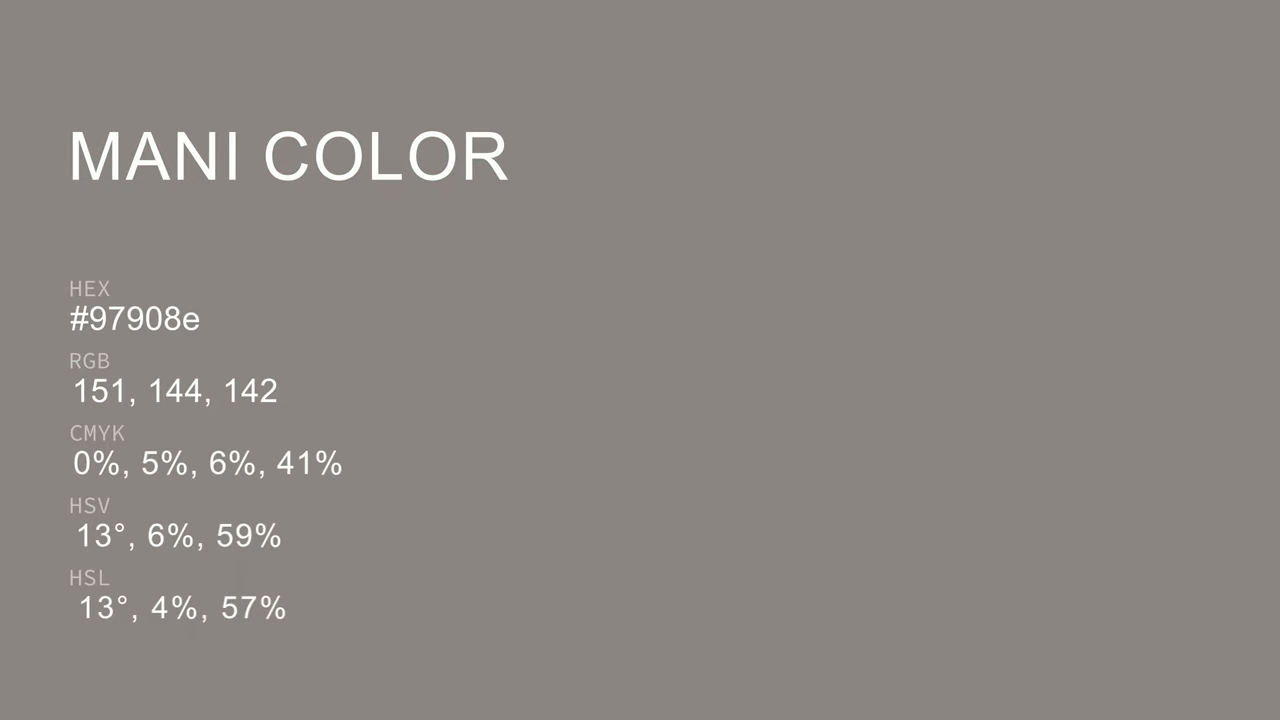 MANI COLOR
HEX
#97908e
RGB
151, 144, 142
CMYK
0%, 5%, 6%, 41%
HSV
13°, 6%, 59%
HSL
13°, 4%, 57%